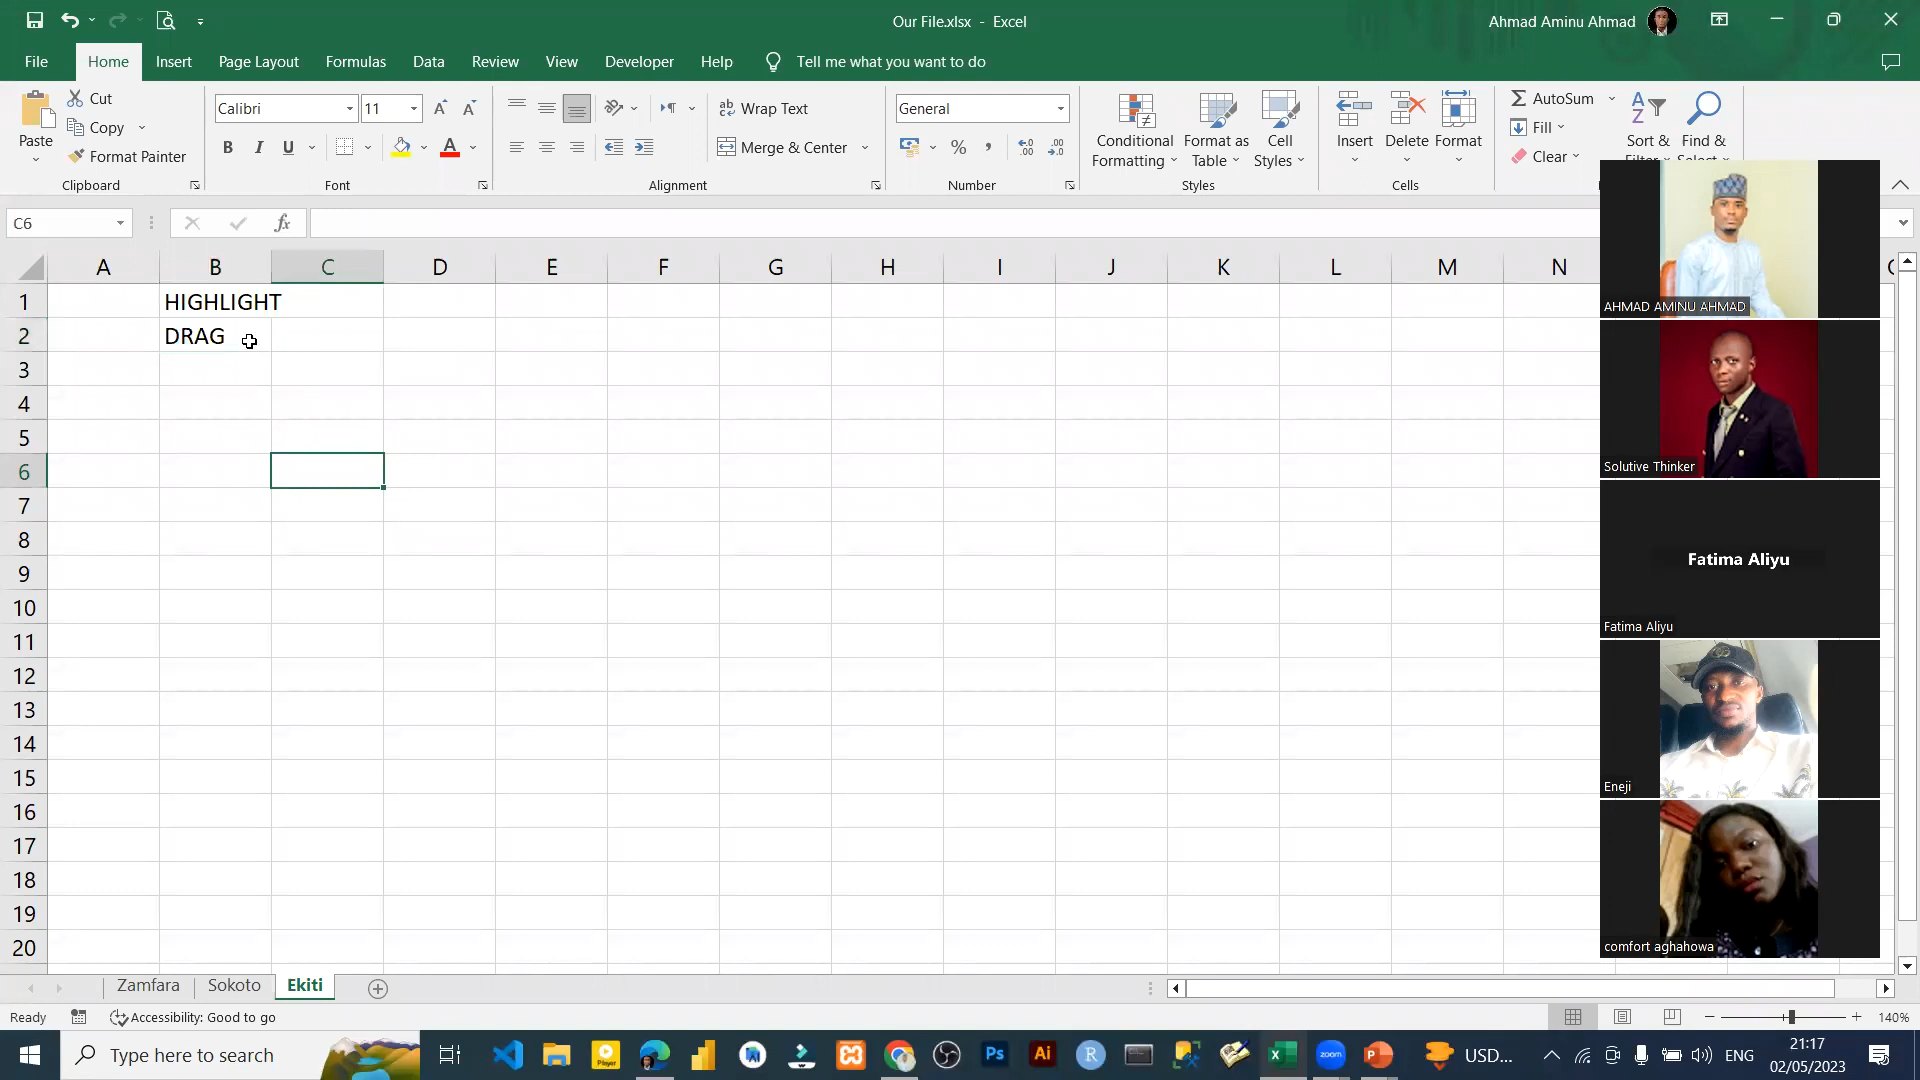 Our File.xlsx - Excel
Ahmad Aminu Ahmad
File Home Insert Page Layout Formulas Data Review View Developer Help Tell me what you want to do
Cut
Copy
Format Painter
Paste
Clipboard
Calibri 11
B I U
Font
Wrap Text
Merge & Center
Alignment
General
Number
Conditional Formatting
Format as Table
Cell Styles
Styles
Insert Delete Format
Cells
AutoSum
Fill
Clear
Sort &
Find &
C6
fx
A B C D E F G H I J K L M N
1 HIGHLIGHT
2 DRAG
3
4
5
6
7
8
9
10
11
12
13
14
15
16
17
18
19
20
AHMAD AMINU AHMAD
Solutive Thinker
Fatima Aliyu
Fatima Aliyu
Eneji
comfort aghahowa
Zamfara Sokoto Ekiti
Ready Accessibility: Good to go 140%
Type here to search
Player
Ps
Ai
R
zoom
USD...
ENG
21:17
02/05/2023